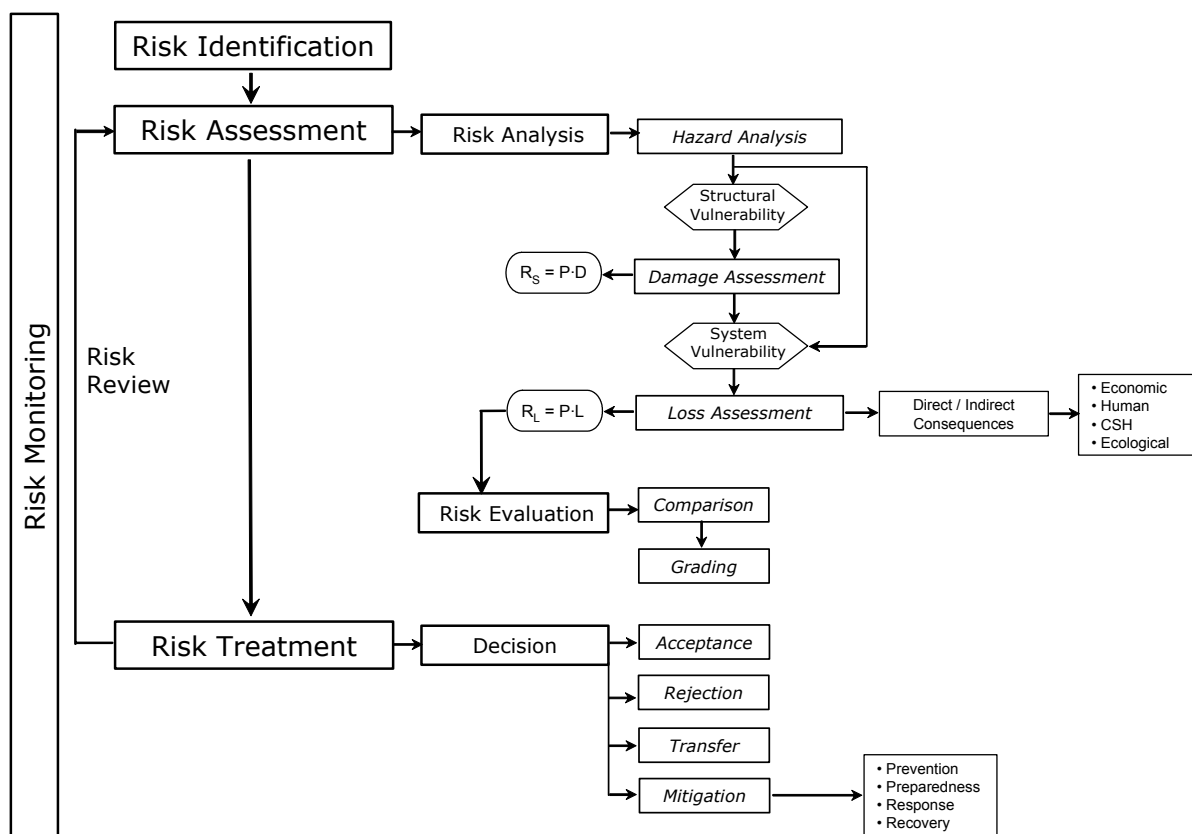 Risk Monitoring
Risk Identification
Risk Assessment
Risk Analysis
Hazard Analysis
Structural
Vulnerability
R_S = P·D
Damage Assessment
System
Vulnerability
Risk
Review
R_L = P·L
Loss Assessment
Direct / Indirect
Consequences
• Economic
• Human
• CSH
• Ecological
Risk Evaluation
Comparison
Grading
Risk Treatment
Decision
Acceptance
Rejection
Transfer
Mitigation
• Prevention
• Preparedness
• Response
• Recovery